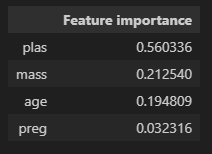 Feature importance
plas 0.560336
mass 0.212540
age 0.194809
preg 0.032316